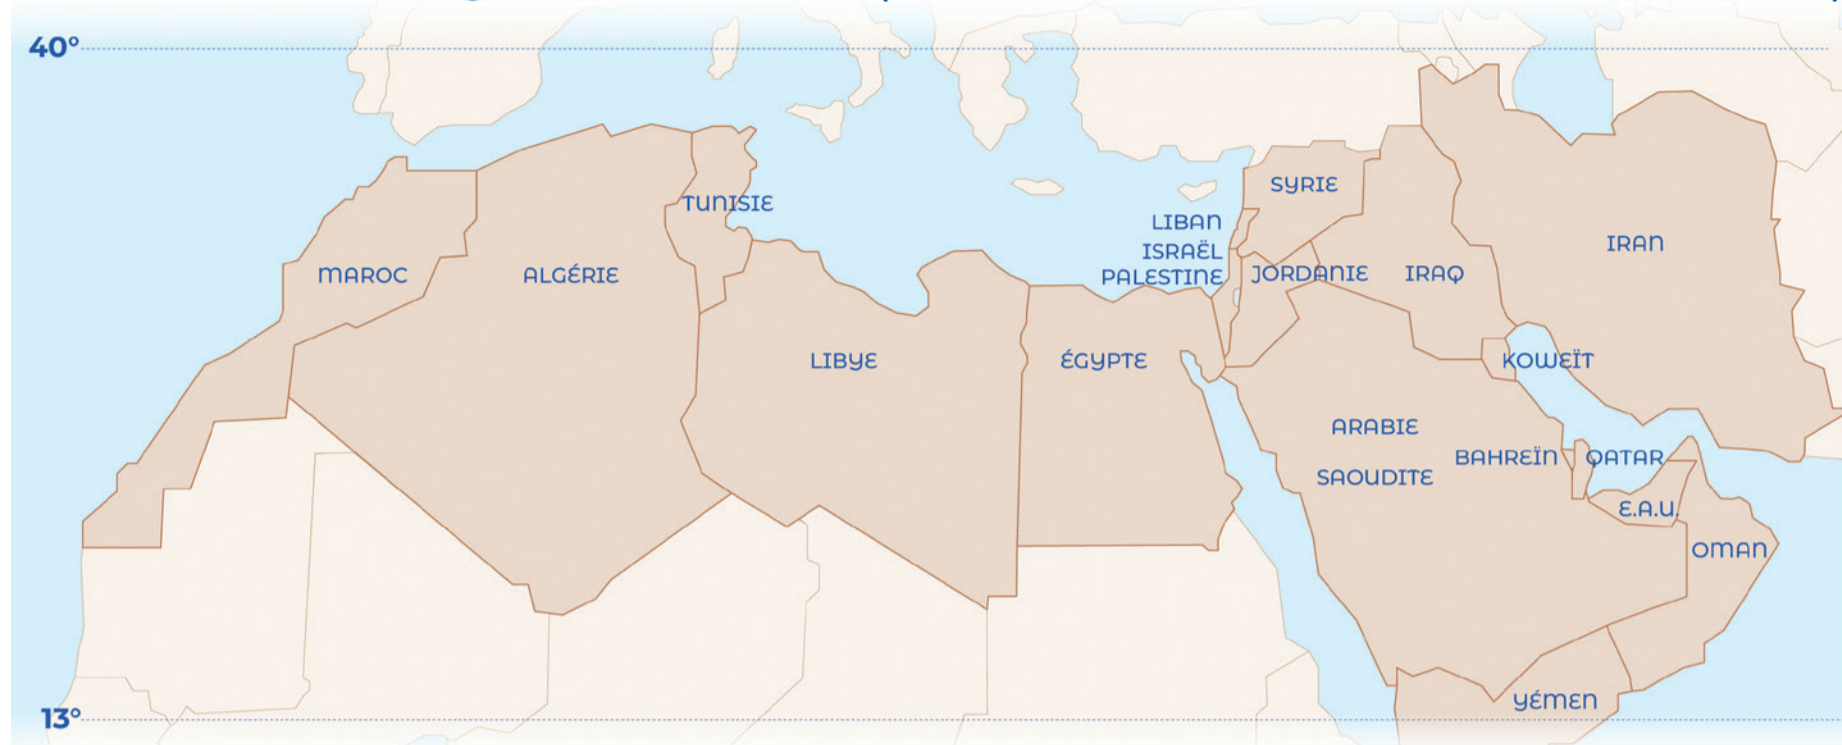 40°
SYRIE
TUNISIE
LIBAN
IRAN
ISRAËL
MAROC
ALGÉRIE
PALESTINE
JORDANIE
IRAQ
LIBYE
ÉGYPTE
KOWEÏT
ARABIE
SAOUDITE
BAHREÏN
QATAR
E.A.U.
OMAN
YÉMEN
13°